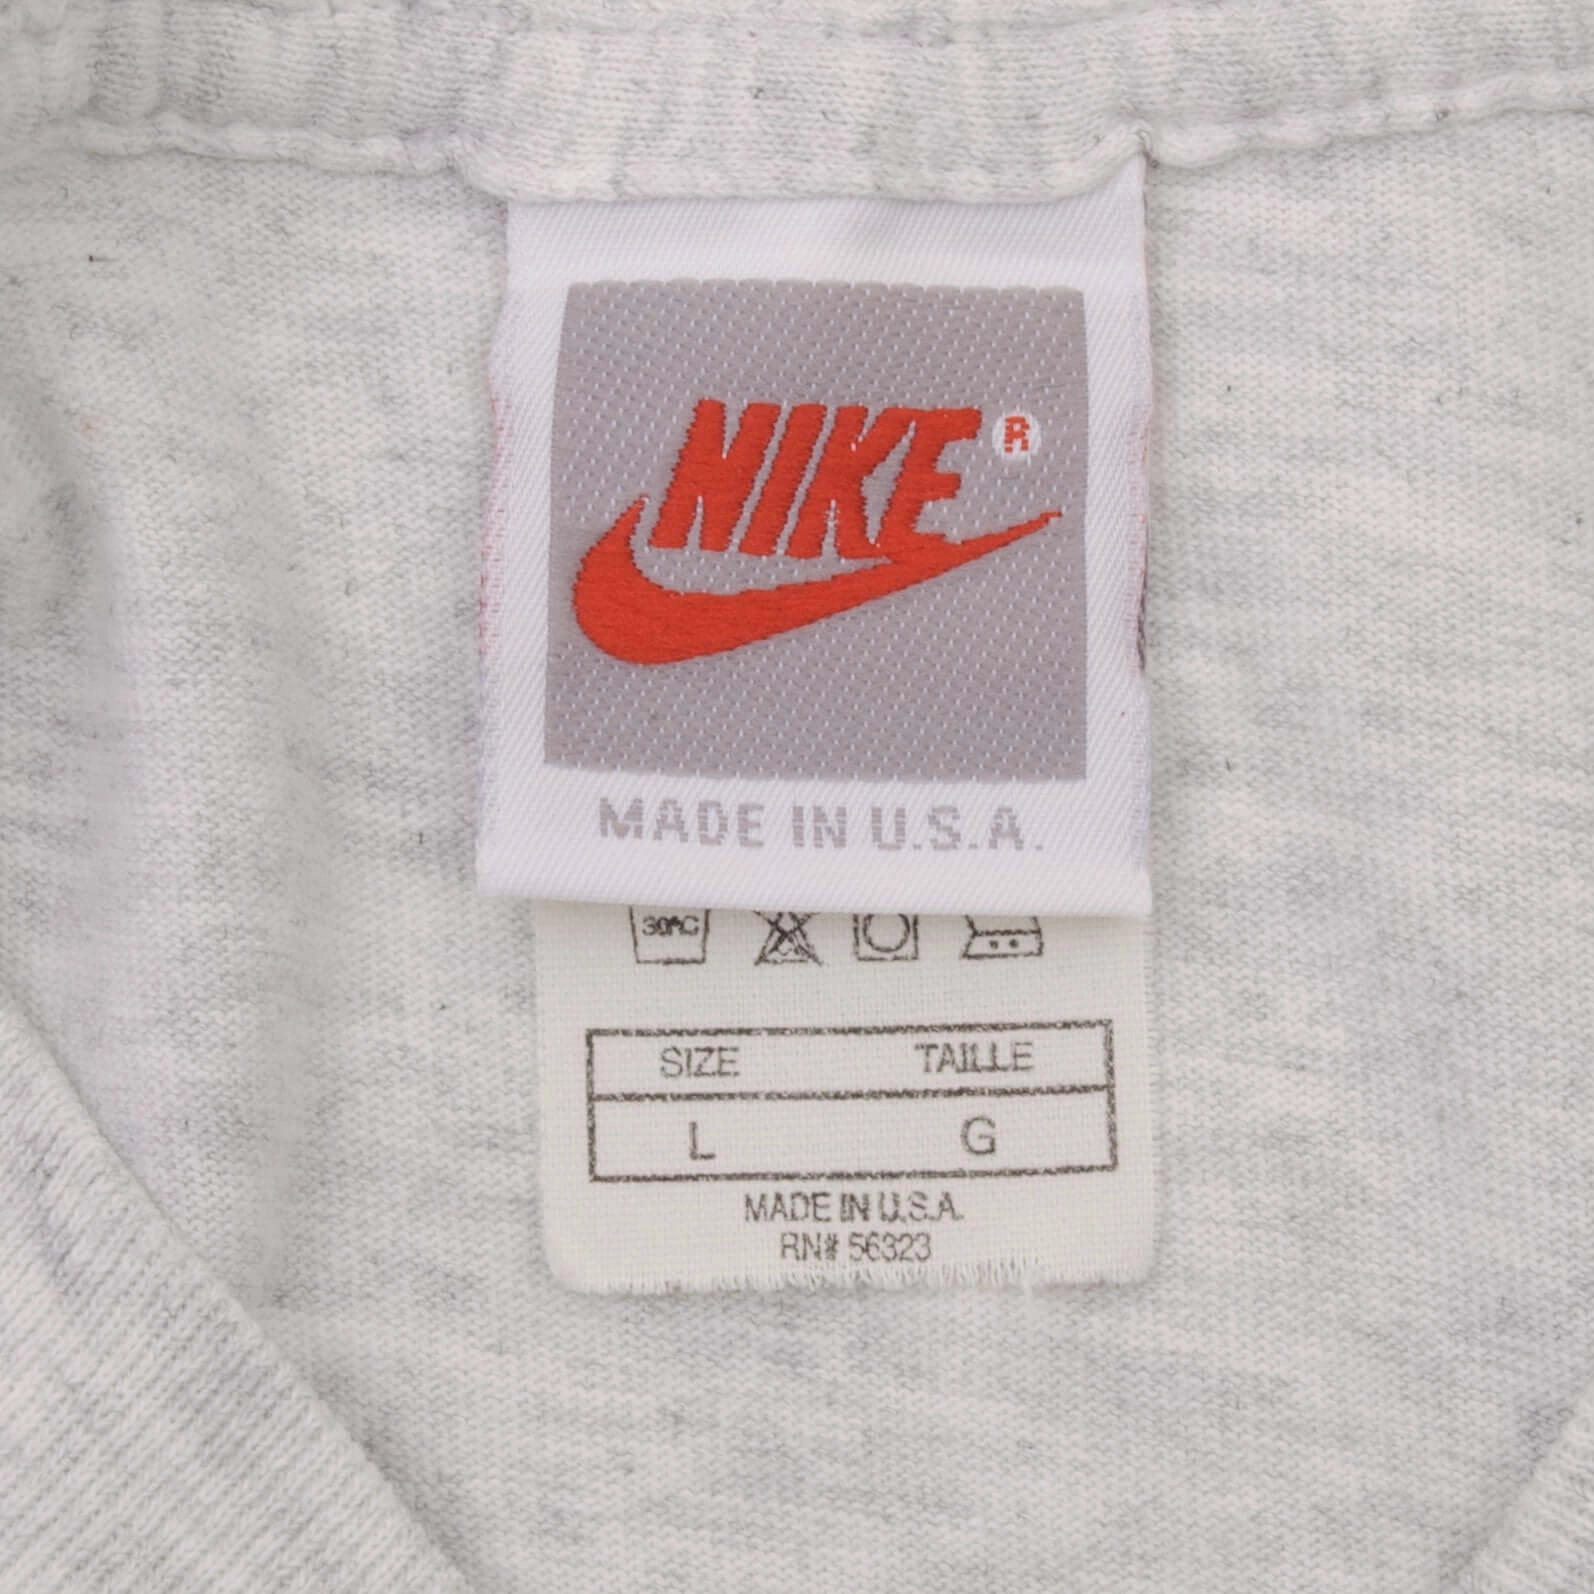 NIKE ®
MADE IN U.S.A.
30°C
SIZE TAILLE
L G
MADE IN U.S.A.
RN# 56323